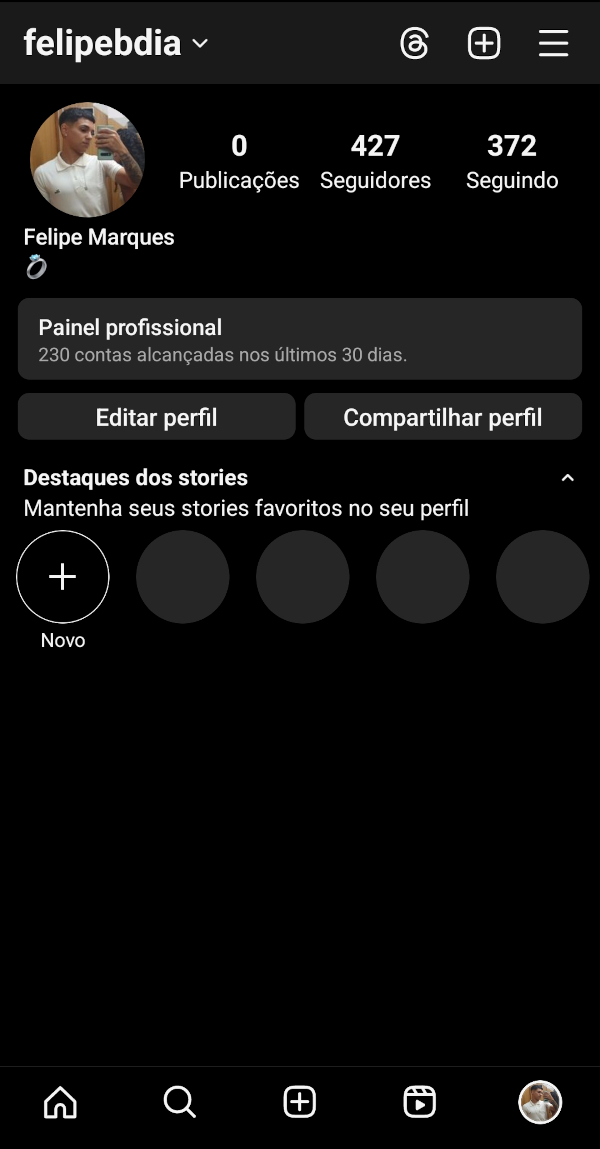 felipebdia
0 427 372
Publicações Seguidores Seguindo
Felipe Marques
💍
Painel profissional
230 contas alcançadas nos últimos 30 dias.
Editar perfil Compartilhar perfil
Destaques dos stories
Mantenha seus stories favoritos no seu perfil
Novo